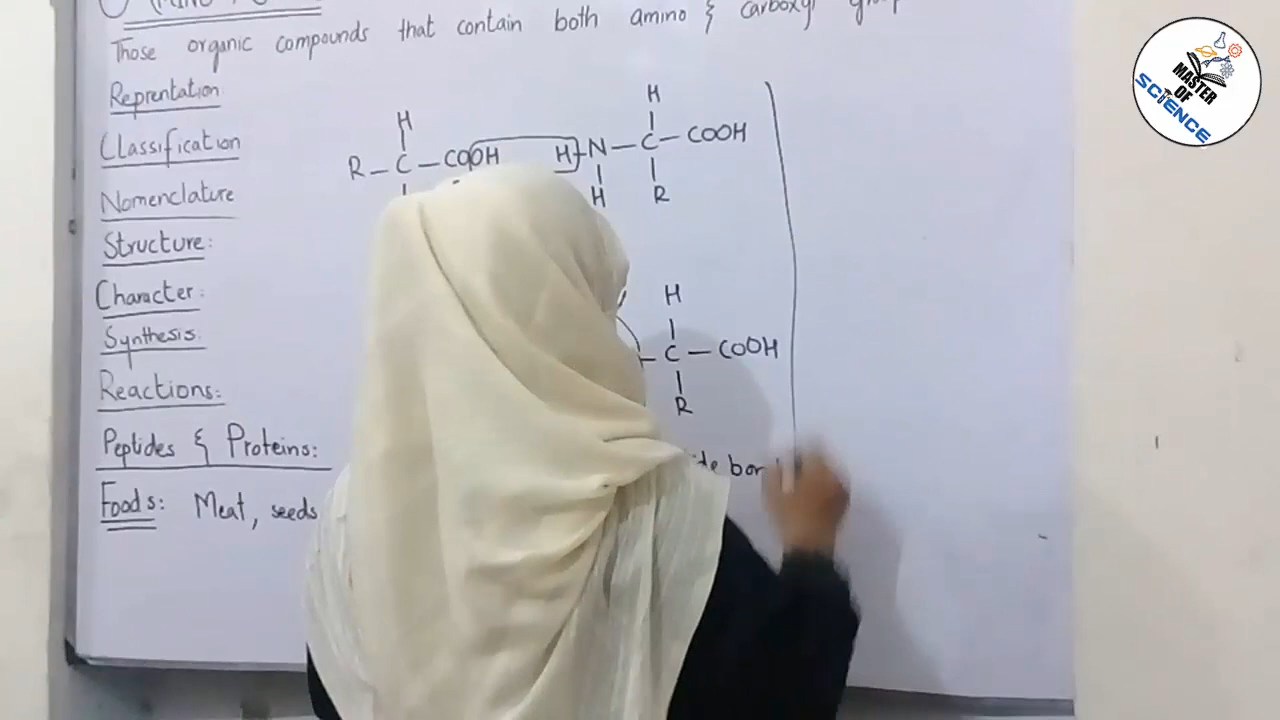 Those organic compounds that contain both amino & carboxyl
Reprentation
Classification
Nomenclature
Structure:
Character:
Synthesis:
Reactions:
Peptides & Proteins:
Foods: Meat, seeds
H
R – C – COOH
H
H – N – C – COOH
H R
H
– C – COOH
R
MASTER
OF
SCIENCE